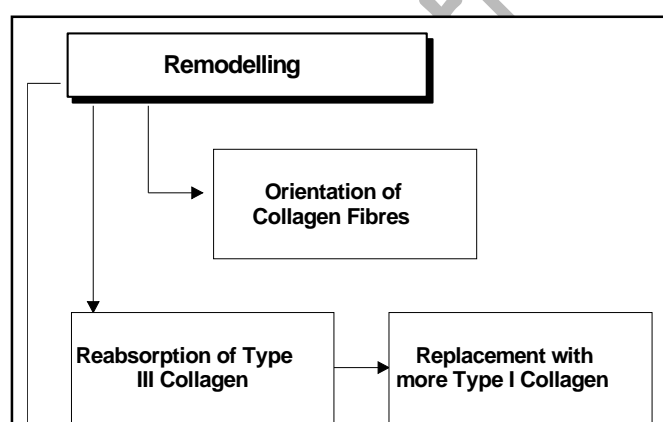 Remodelling
Orientation of
Collagen Fibres
Reabsorption of Type
III Collagen
Replacement with
more Type I Collagen